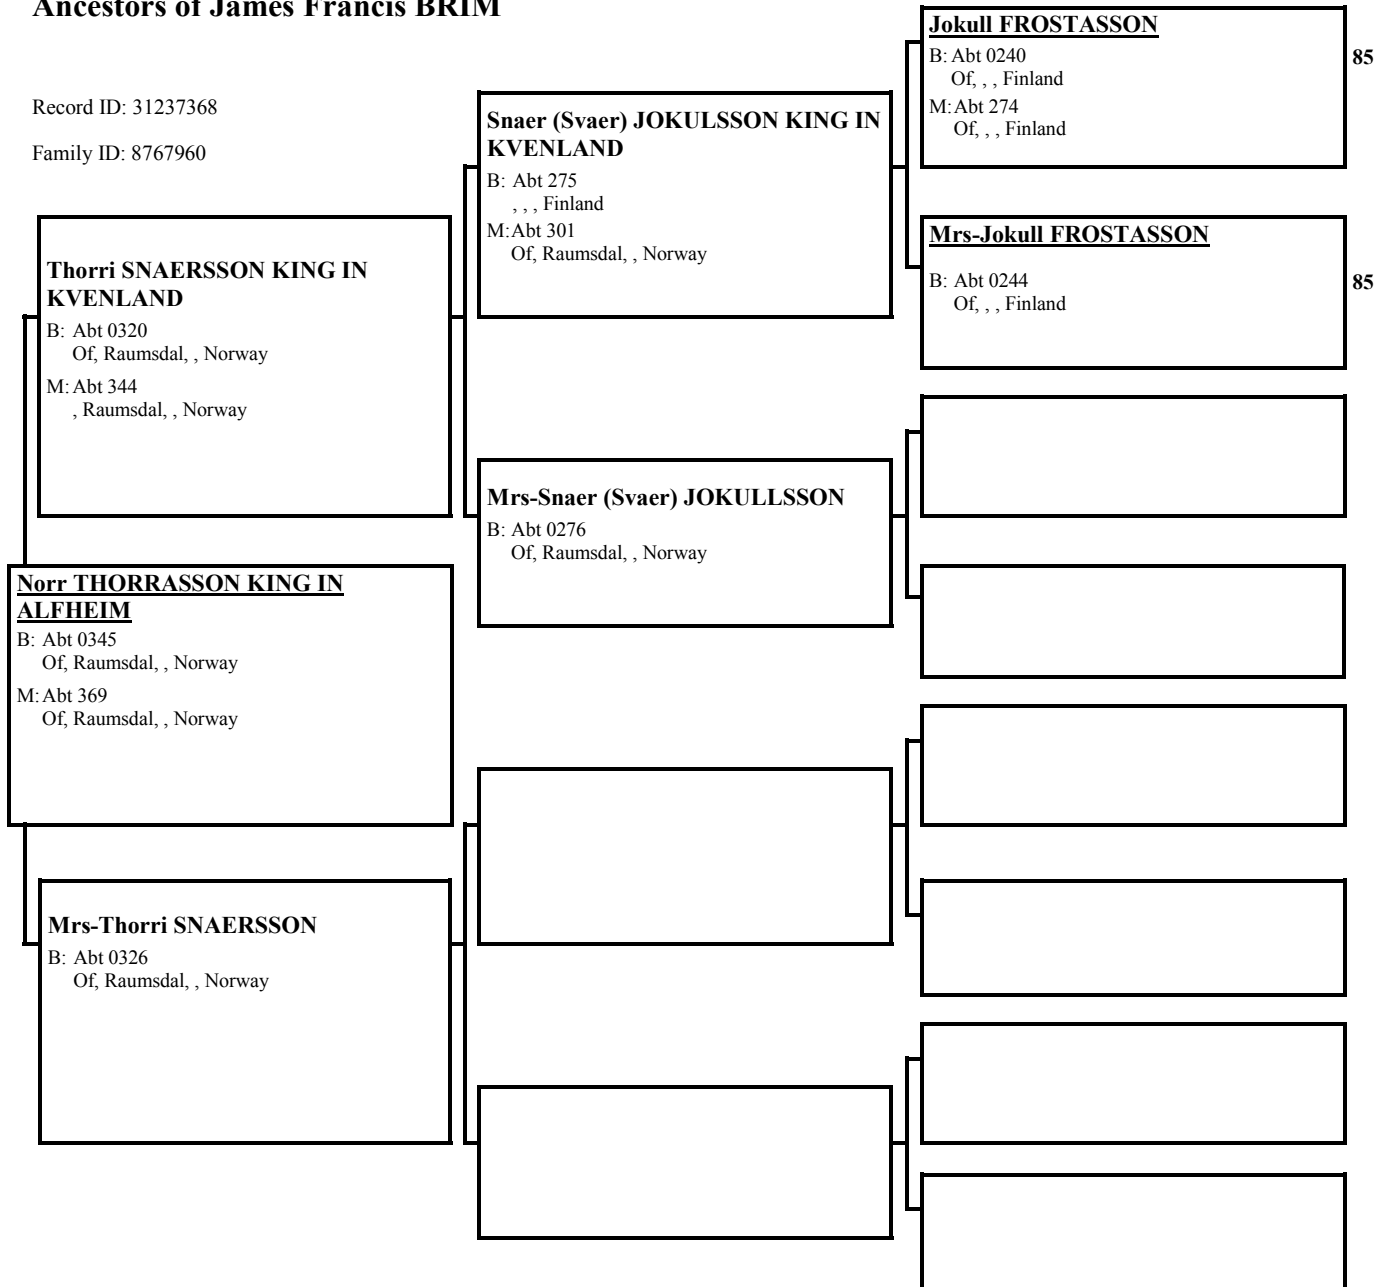 Ancestors of James Francis BRIM
Record ID: 31237368
Family ID: 8767960
Jokull FROSTASSON
B: Abt 0240
Of, , , Finland
M: Abt 274
Of, , , Finland
85
Snaer (Svaer) JOKULSSON KING IN
KVENLAND
B: Abt 275
, , , Finland
M: Abt 301
Of, Raumsdal, , Norway
Mrs-Jokull FROSTASSON
B: Abt 0244
Of, , , Finland
85
Thorri SNAERSSON KING IN
KVENLAND
B: Abt 0320
Of, Raumsdal, , Norway
M: Abt 344
, Raumsdal, , Norway
Mrs-Snaer (Svaer) JOKULLSSON
B: Abt 0276
Of, Raumsdal, , Norway
Norr THORRASSON KING IN
ALFHEIM
B: Abt 0345
Of, Raumsdal, , Norway
M: Abt 369
Of, Raumsdal, , Norway
Mrs-Thorri SNAERSSON
B: Abt 0326
Of, Raumsdal, , Norway